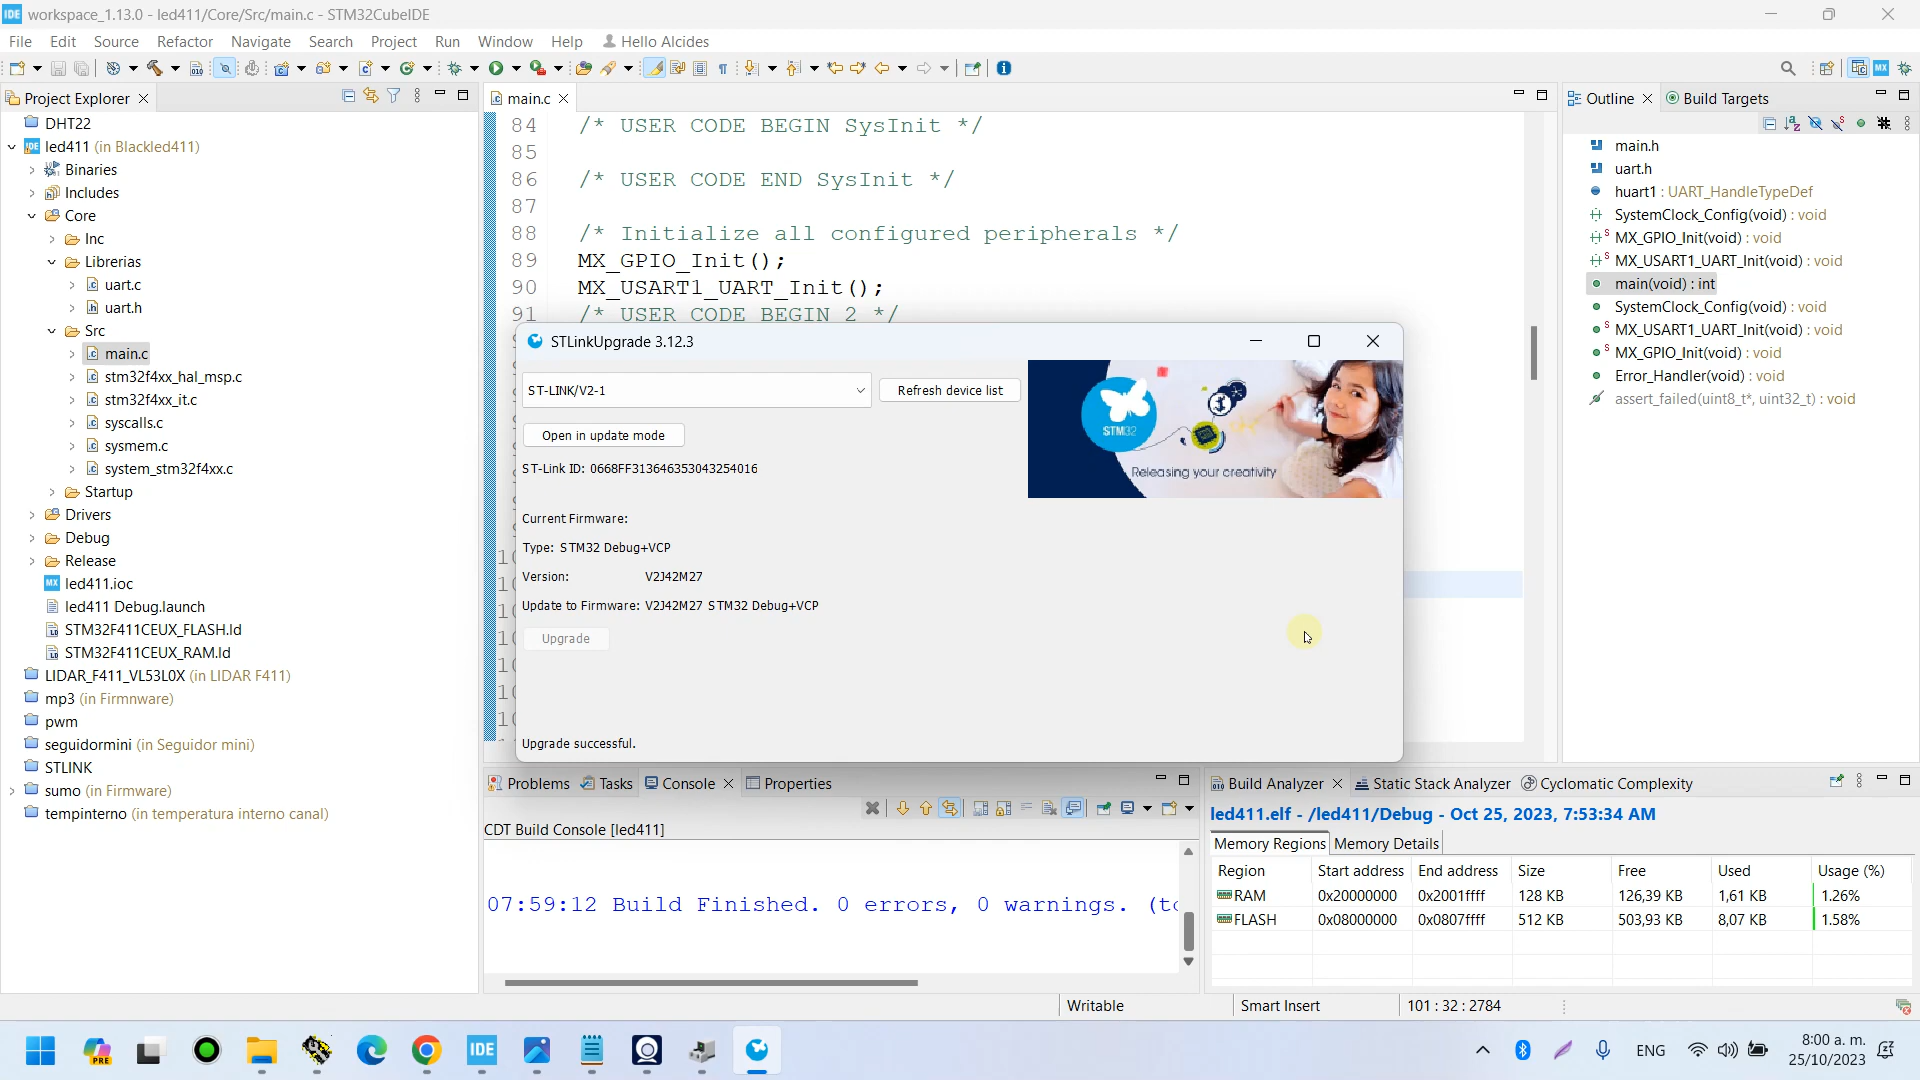 IDE workspace_1.13.0 - led411/Core/Src/main.c - STM32CubeIDE
File Edit Source Refactor Navigate Search Project Run Window Help Hello Alcides
Project Explorer
DHT22
led411 (in Blackled411)
Binaries
Includes
Core
Inc
Librerias
uart.c
uart.h
Src
main.c
stm32f4xx_hal_msp.c
stm32f4xx_it.c
syscalls.c
sysmem.c
system_stm32f4xx.c
Startup
Drivers
Debug
Release
MX led411.ioc
led411 Debug.launch
STM32F411CEUX_FLASH.ld
STM32F411CEUX_RAM.ld
LIDAR_F411_VL53L0X (in LIDAR F411)
mp3 (in Firmnware)
pwm
seguidormini (in Seguidor mini)
STLINK
sumo (in Firmware)
tempinterno (in temperatura interno canal)
main.c
84 /* USER CODE BEGIN SysInit */
85
86 /* USER CODE END SysInit */
87
88 /* Initialize all configured peripherals */
89 MX_GPIO_Init();
90 MX_USART1_UART_Init();
91 /* USER CODE BEGIN 2 */
STLinkUpgrade 3.12.3
ST-LINK/V2-1
Refresh device list
Open in update mode
ST-Link ID: 0668FF313646353043254016
Current Firmware:
Type: STM32 Debug+VCP
Version: V2J42M27
Update to Firmware: V2J42M27 STM32 Debug+VCP
Upgrade
Upgrade successful.
STM32
Releasing your creativity
Outline Build Targets
main.h
uart.h
huart1 : UART_HandleTypeDef
SystemClock_Config(void) : void
MX_GPIO_Init(void) : void
MX_USART1_UART_Init(void) : void
main(void) : int
SystemClock_Config(void) : void
MX_USART1_UART_Init(void) : void
MX_GPIO_Init(void) : void
Error_Handler(void) : void
assert_failed(uint8_t*, uint32_t) : void
Problems Tasks Console Properties
CDT Build Console [led411]
07:59:12 Build Finished. 0 errors, 0 warnings. (to
Build Analyzer Static Stack Analyzer Cyclomatic Complexity
led411.elf - /led411/Debug - Oct 25, 2023, 7:53:34 AM
Memory Regions Memory Details
Region Start address End address Size Free Used Usage (%)
RAM 0x20000000 0x2001ffff 128 KB 126,39 KB 1,61 KB 1.26%
FLASH 0x08000000 0x0807ffff 512 KB 503,93 KB 8,07 KB 1.58%
Writable Smart Insert 101 : 32 : 2784
PRE
IDE
ENG
8:00 a. m.
25/10/2023